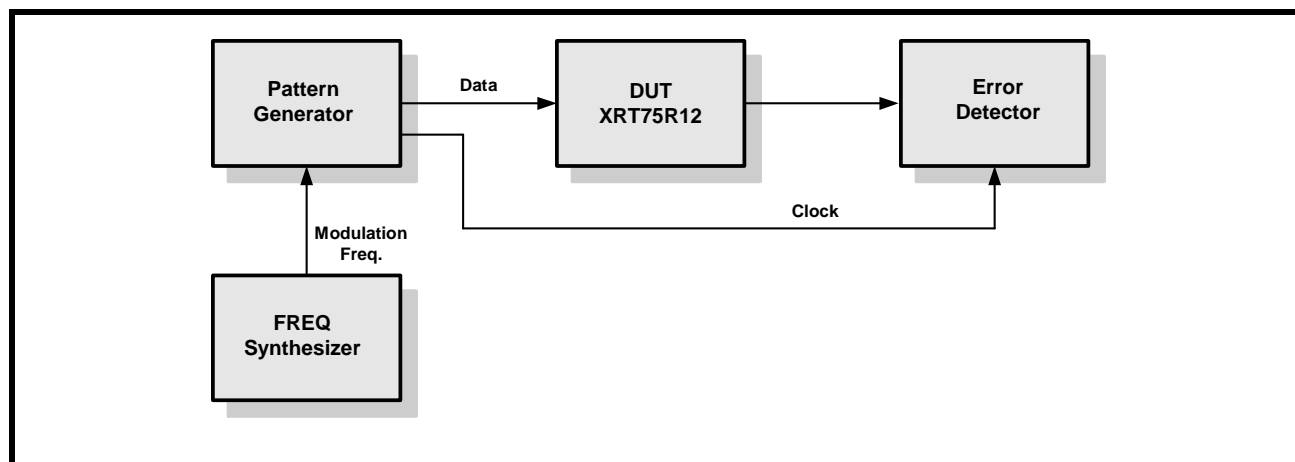 Pattern
Generator
Data
DUT
XRT75R12
Error
Detector
Clock
Modulation
Freq.
FREQ
Synthesizer